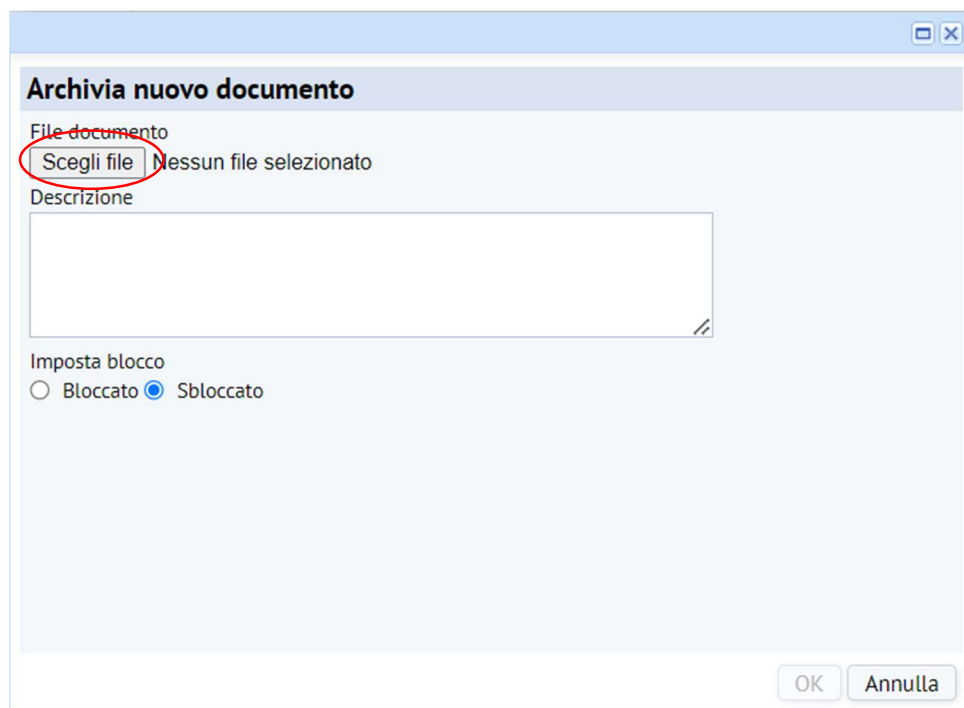 Archivia nuovo documento
File documento
Scegli file Nessun file selezionato
Descrizione
Imposta blocco
Bloccato Sbloccato
OK Annulla